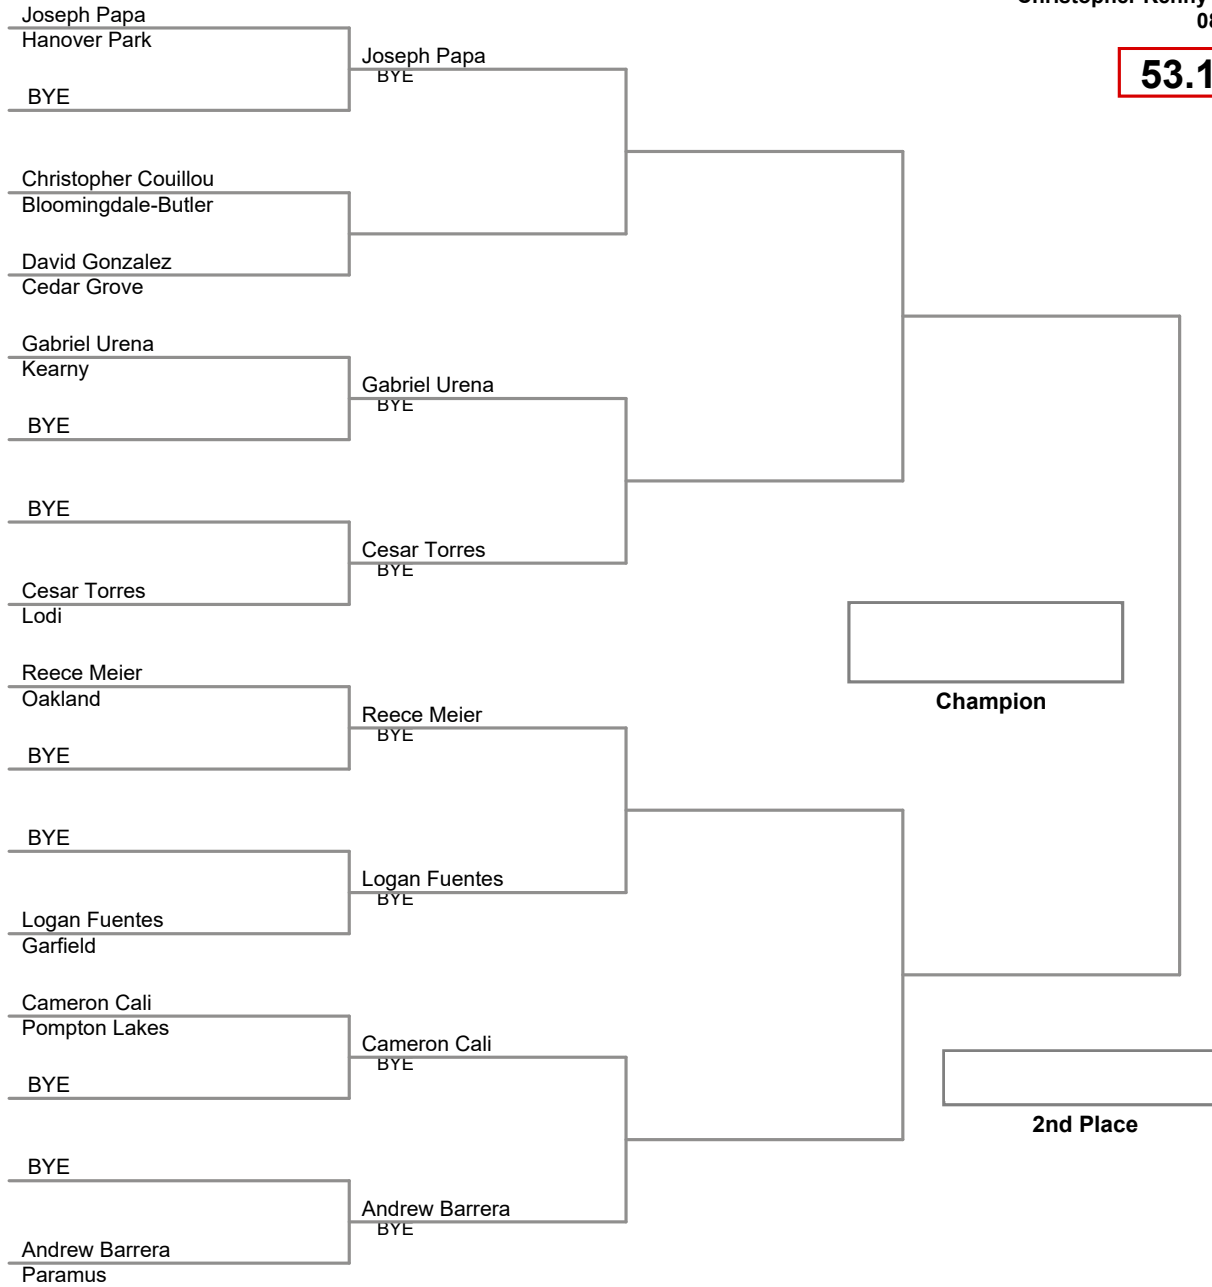 Joseph Papa
Hanover Park
BYE
Christopher Couillou
Bloomingdale-Butler
David Gonzalez
Cedar Grove
Gabriel Urena
Kearny
BYE
BYE
Cesar Torres
Lodi
Reece Meier
Oakland
BYE
BYE
Logan Fuentes
Garfield
Cameron Cali
Pompton Lakes
BYE
BYE
Andrew Barrera
Paramus
Joseph Papa
BYE
Gabriel Urena
BYE
Cesar Torres
BYE
Reece Meier
BYE
Logan Fuentes
BYE
Cameron Cali
BYE
Andrew Barrera
BYE
Christopher Kenny
08
53.1
Champion
2nd Place